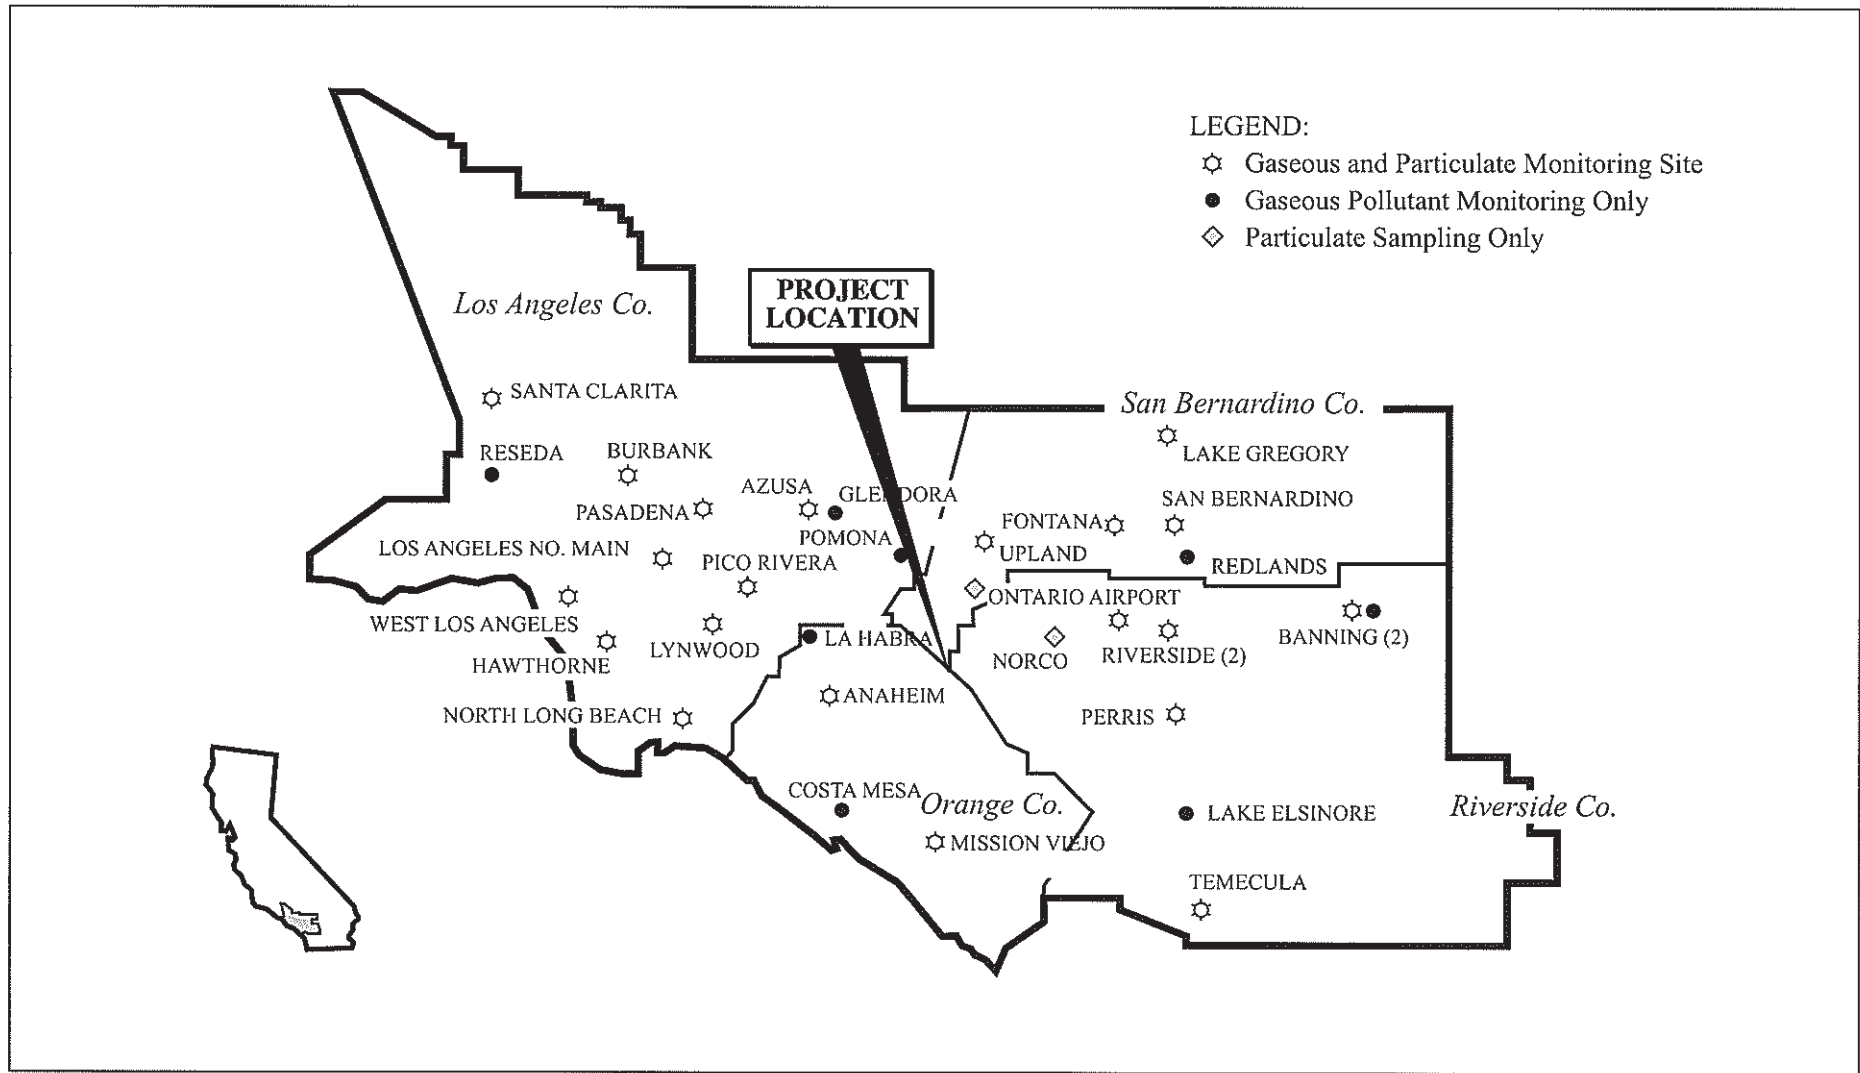 LEGEND:
Gaseous and Particulate Monitoring Site
Gaseous Pollutant Monitoring Only
Particulate Sampling Only
PROJECT
LOCATION
Los Angeles Co.
San Bernardino Co.
SANTA CLARITA
LAKE GREGORY
RESEDA
BURBANK
AZUSA
GLENDORA
SAN BERNARDINO
PASADENA
FONTANA
POMONA
LOS ANGELES NO. MAIN
UPLAND
PICO RIVERA
REDLANDS
ONTARIO AIRPORT
WEST LOS ANGELES
LA HABRA
BANNING (2)
LYNWOOD
HAWTHORNE
NORCO
RIVERSIDE (2)
ANAHEIM
NORTH LONG BEACH
PERRIS
COSTA MESA
Orange Co.
Riverside Co.
LAKE ELSINORE
MISSION VIEJO
TEMECULA